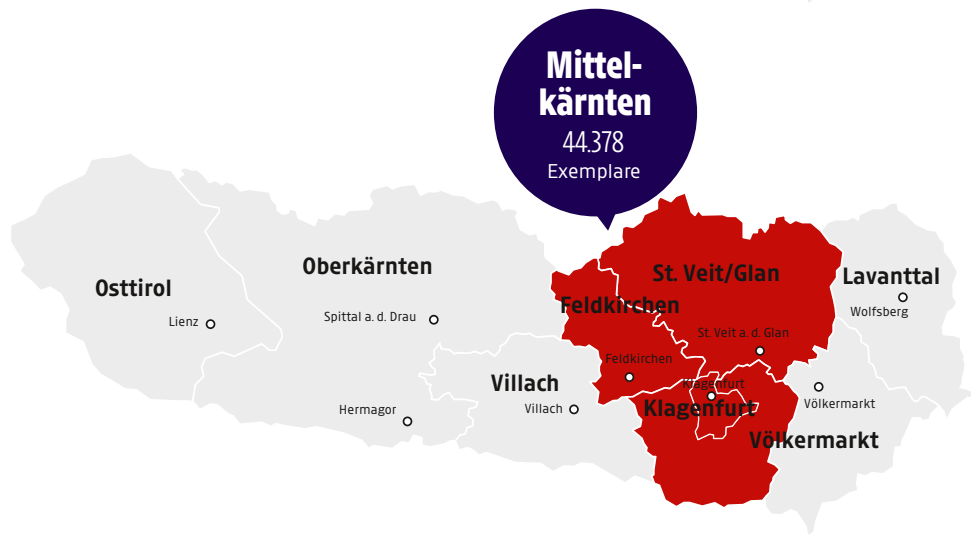 Mittel-
kärnten
44.378
Exemplare
Osttirol
Lienz
Oberkärnten
Spittal a. d. Drau
Hermagor
Villach
Villach
Feldkirchen
Feldkirchen
St. Veit/Glan
St. Veit a. d. Glan
Klagenfurt
Klagenfurt
Lavanttal
Wolfsberg
Völkermarkt
Völkermarkt